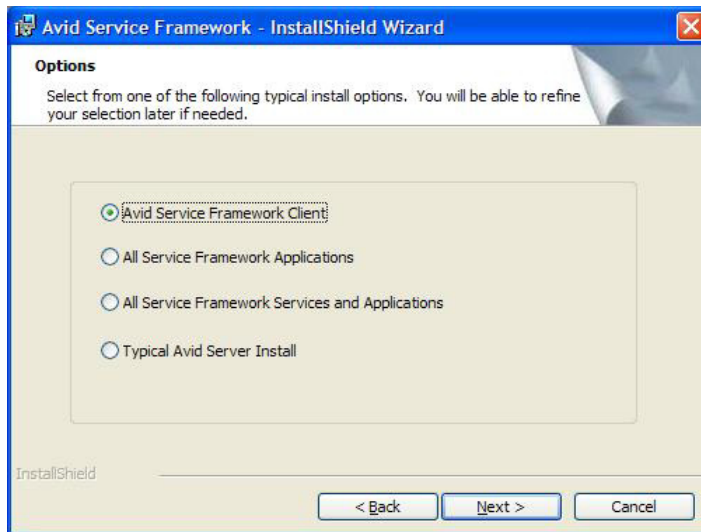 Avid Service Framework - InstallShield Wizard
Options
Select from one of the following typical install options. You will be able to refine
your selection later if needed.
Avid Service Framework Client
All Service Framework Applications
All Service Framework Services and Applications
Typical Avid Server Install
InstallShield
< Back
Next >
Cancel